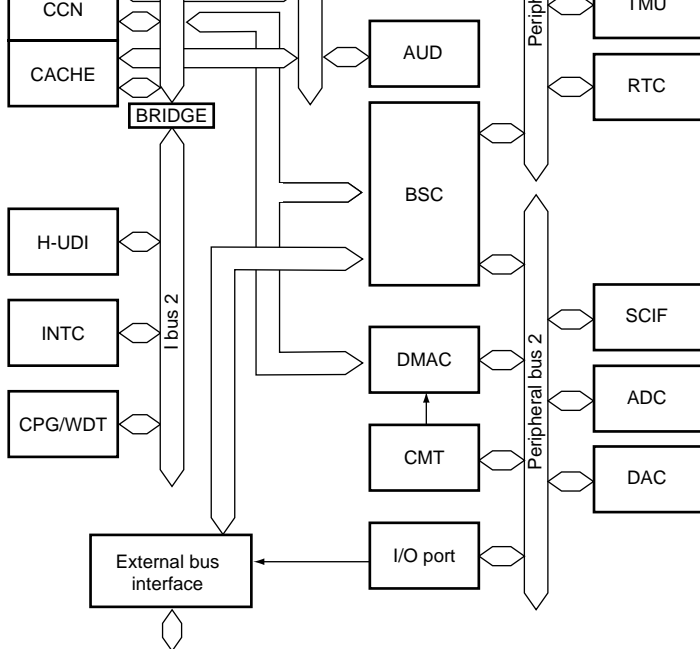 CCN
TMU
Periph
AUD
CACHE
RTC
BRIDGE
BSC
H-UDI
I bus 2
SCIF
INTC
Peripheral bus 2
DMAC
ADC
CPG/WDT
CMT
DAC
External bus
interface
I/O port